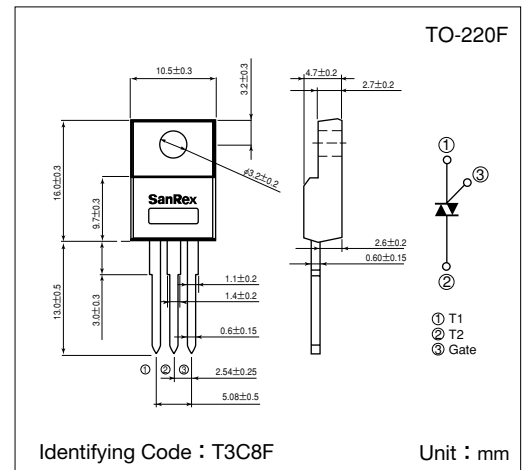 TO-220F
10.5±0.3
3.2±0.3
4.7±0.2
2.7±0.2
φ3.2±0.2
16.0±0.3
9.7±0.3
SanRex
13.0±0.5
3.0±0.3
1.1±0.2
1.4±0.2
0.6±0.15
2.6±0.2
0.60±0.15
① ② ③
2.54±0.25
5.08±0.5
①
③
②
① T1
② T2
③ Gate
Identifying Code：T3C8F
Unit：mm